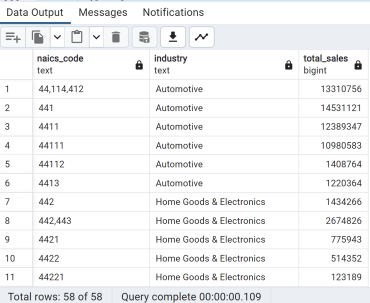 Data Output Messages Notifications
naics_code industry total_sales
text text bigint
1 44,114,412 Automotive 13310756
2 441 Automotive 14531121
3 4411 Automotive 12389347
4 44111 Automotive 10980583
5 44112 Automotive 1408764
6 4413 Automotive 1220364
7 442 Home Goods & Electronics 1434266
8 442,443 Home Goods & Electronics 2674826
9 4421 Home Goods & Electronics 775943
10 4422 Home Goods & Electronics 514352
11 44221 Home Goods & Electronics 123189
Total rows: 58 of 58 Query complete 00:00:00.109